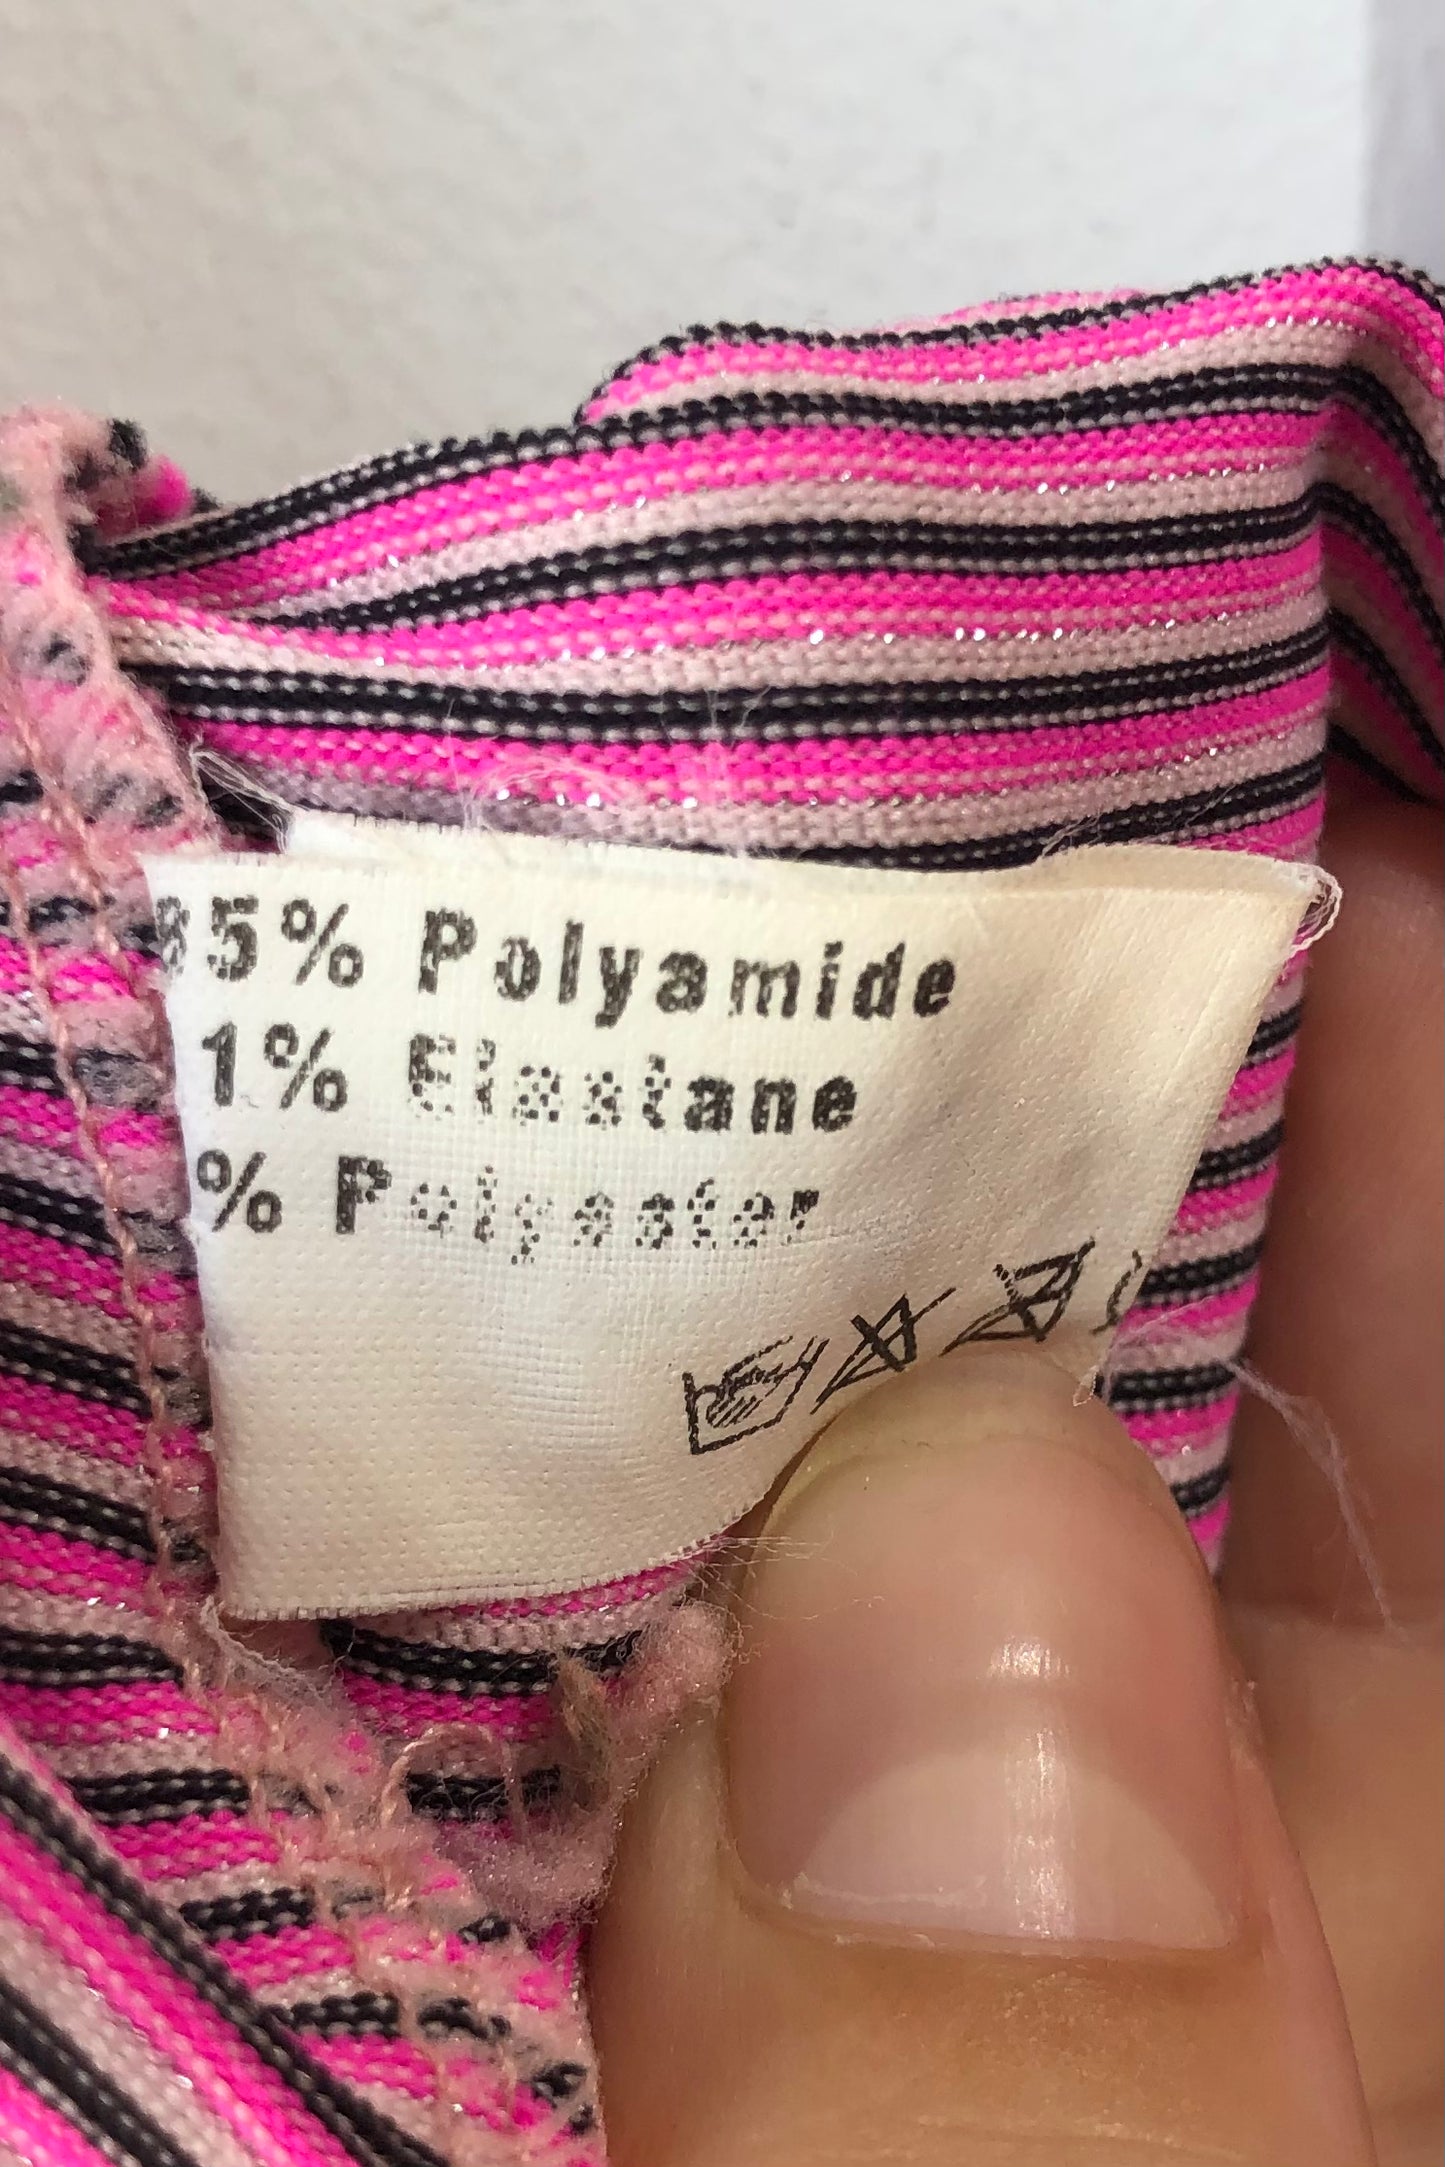 85% Polyamide
1% Elastane
% Polyester